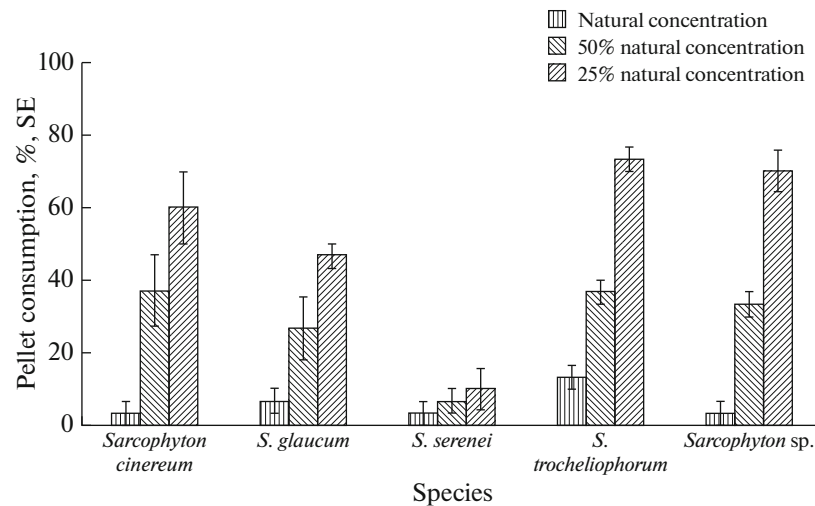 Natural concentration
50% natural concentration
25% natural concentration
Pellet consumption, %, SE
100
80
60
40
20
0
Sarcophyton cinereum
S. glaucum
S. serenei
S. trocheliophorum
Sarcophyton sp.
Species